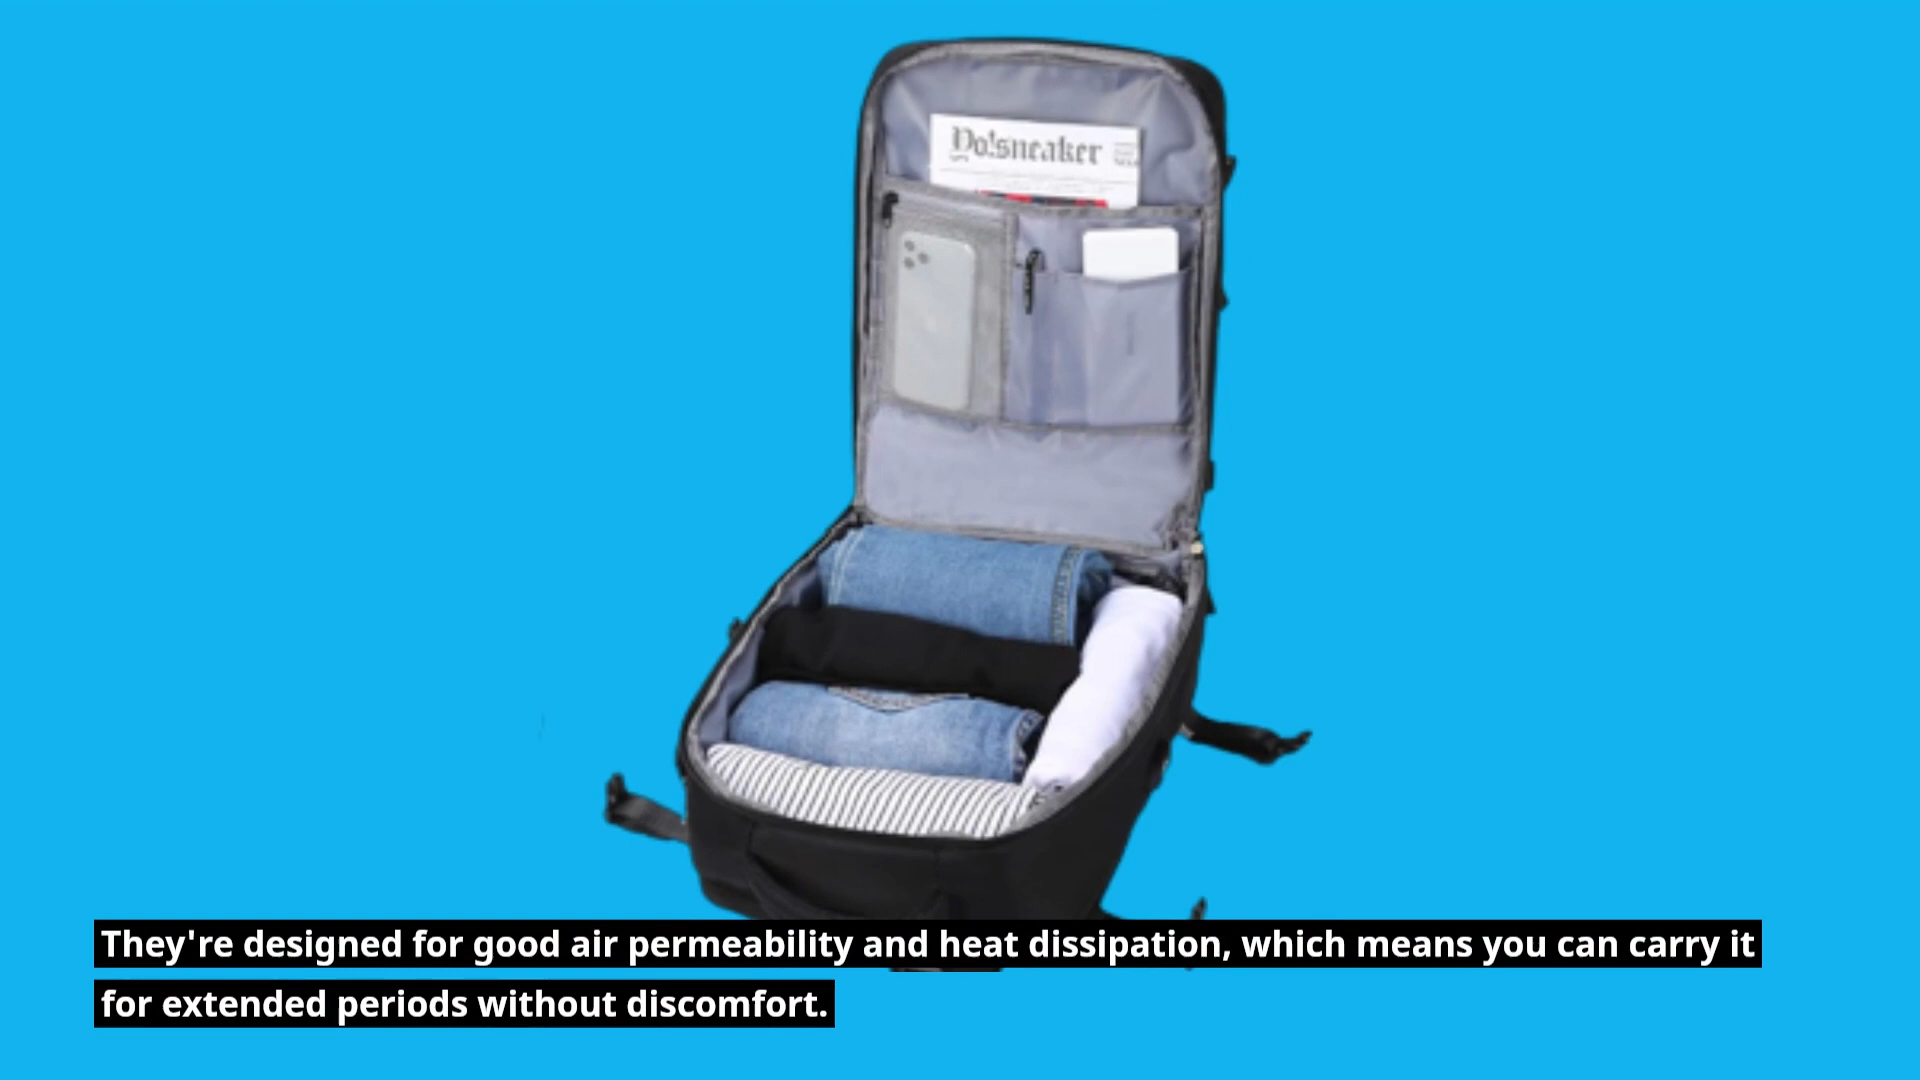 Yo!sneaker
They're designed for good air permeability and heat dissipation, which means you can carry it
for extended periods without discomfort.